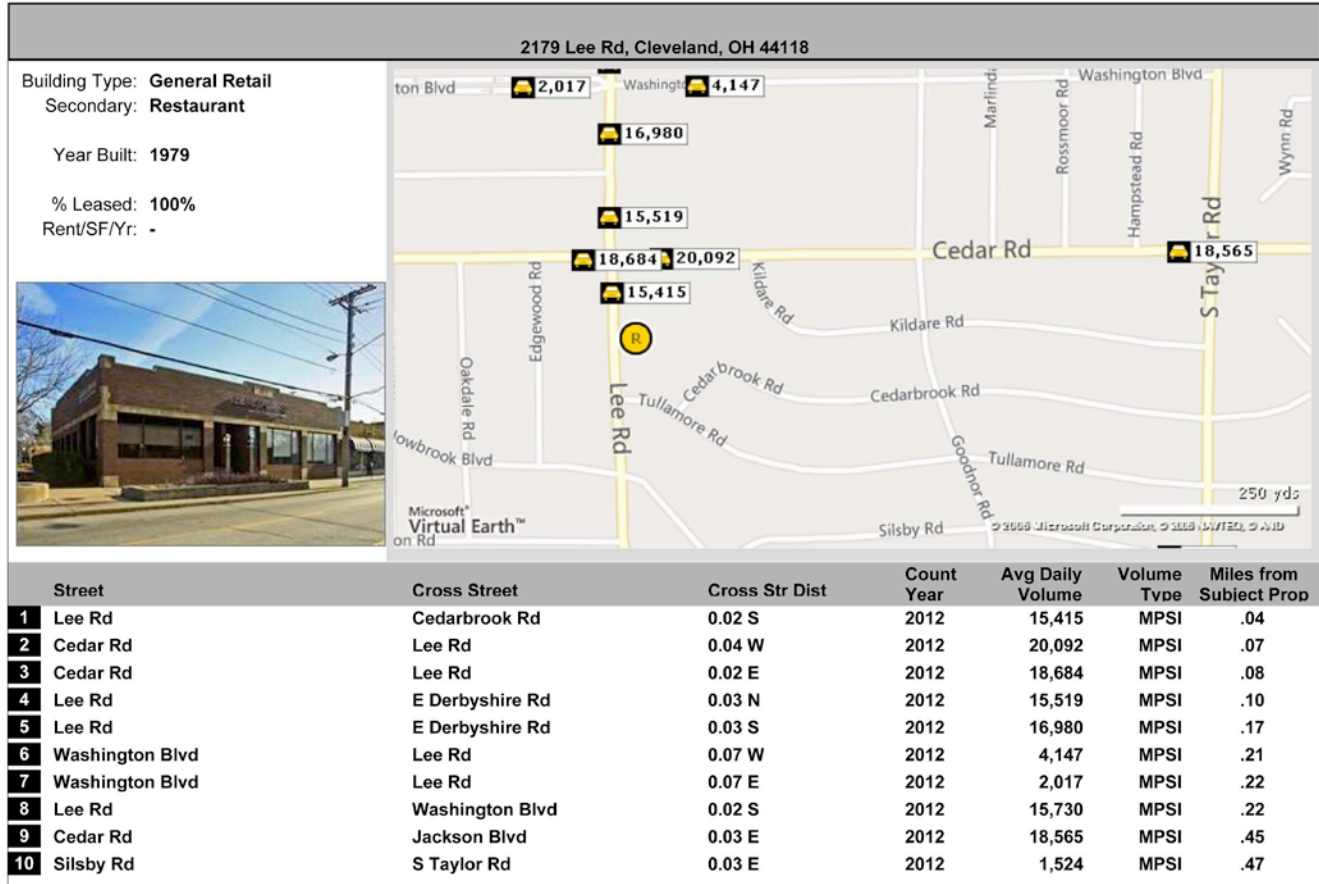 2179 Lee Rd, Cleveland, OH 44118
Building Type: General Retail
Secondary: Restaurant
Year Built: 1979
% Leased: 100%
Rent/SF/Yr: -
ton Blvd
2,017
4,147
Washington Blvd
16,980
15,519
18,684
20,092
15,415
18,565
Cedar Rd
R
Marlinda
Rossmoor Rd
Hampstead Rd
Wynn Rd
Kildare Rd
Kildare Rd
Edgewood Rd
Oakdale Rd
Lee Rd
Cedarbrook Rd
Cedarbrook Rd
Tullamore Rd
Tullamore Rd
Goodnor Rd
owbrook Blvd
Silsby Rd
on Rd
250 yds
Microsoft®
Virtual Earth™
© 2006 Microsoft Corporation, © 2006 NAVTEQ, © AND
Street Cross Street Cross Str Dist Count Year Avg Daily Volume Volume Type Miles from Subject Prop
1 Lee Rd Cedarbrook Rd 0.02 S 2012 15,415 MPSI .04
2 Cedar Rd Lee Rd 0.04 W 2012 20,092 MPSI .07
3 Cedar Rd Lee Rd 0.02 E 2012 18,684 MPSI .08
4 Lee Rd E Derbyshire Rd 0.03 N 2012 15,519 MPSI .10
5 Lee Rd E Derbyshire Rd 0.03 S 2012 16,980 MPSI .17
6 Washington Blvd Lee Rd 0.07 W 2012 4,147 MPSI .21
7 Washington Blvd Lee Rd 0.07 E 2012 2,017 MPSI .22
8 Lee Rd Washington Blvd 0.02 S 2012 15,730 MPSI .22
9 Cedar Rd Jackson Blvd 0.03 E 2012 18,565 MPSI .45
10 Silsby Rd S Taylor Rd 0.03 E 2012 1,524 MPSI .47